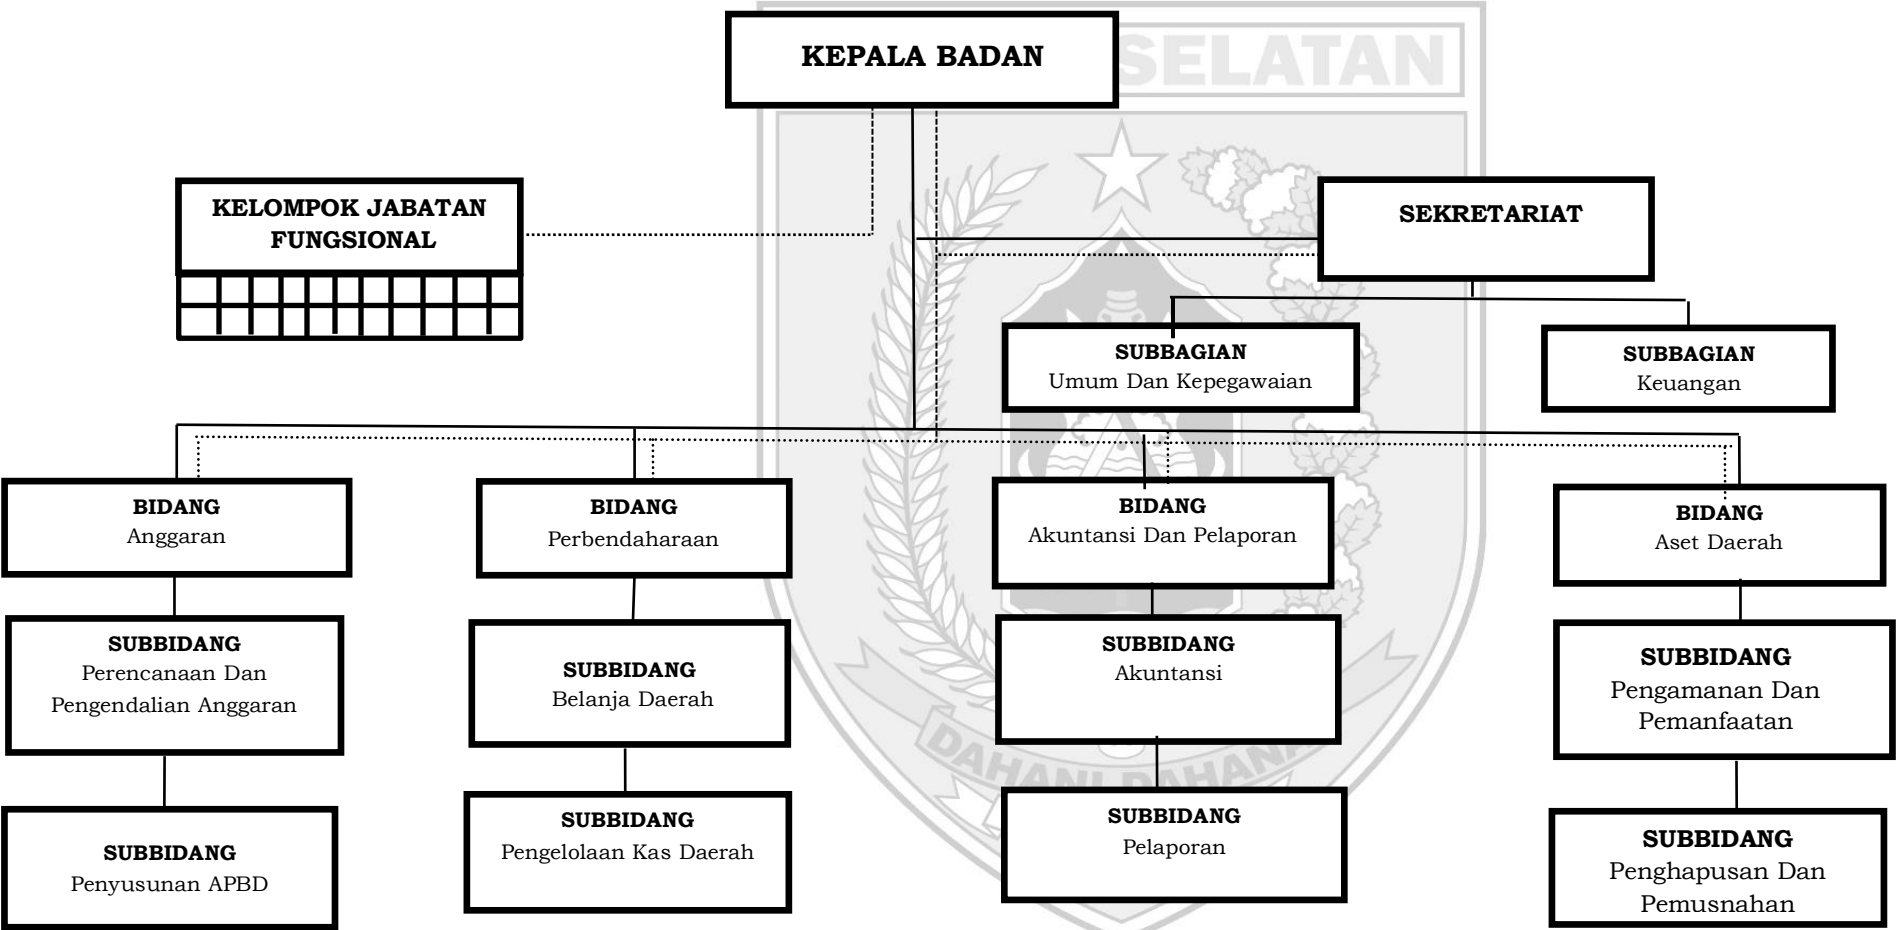 SELATAN
KEPALA BADAN
KELOMPOK JABATAN
FUNGSIONAL
SEKRETARIAT
SUBBAGIAN
Umum Dan Kepegawaian
SUBBAGIAN
Keuangan
BIDANG
Anggaran
BIDANG
Perbendaharaan
BIDANG
Akuntansi Dan Pelaporan
BIDANG
Aset Daerah
SUBBIDANG
Perencanaan Dan
Pengendalian Anggaran
SUBBIDANG
Belanja Daerah
SUBBIDANG
Akuntansi
SUBBIDANG
Pengamanan Dan
Pemanfaatan
DAHANI DAHANA
SUBBIDANG
Penyusunan APBD
SUBBIDANG
Pengelolaan Kas Daerah
SUBBIDANG
Pelaporan
SUBBIDANG
Penghapusan Dan
Pemusnahan